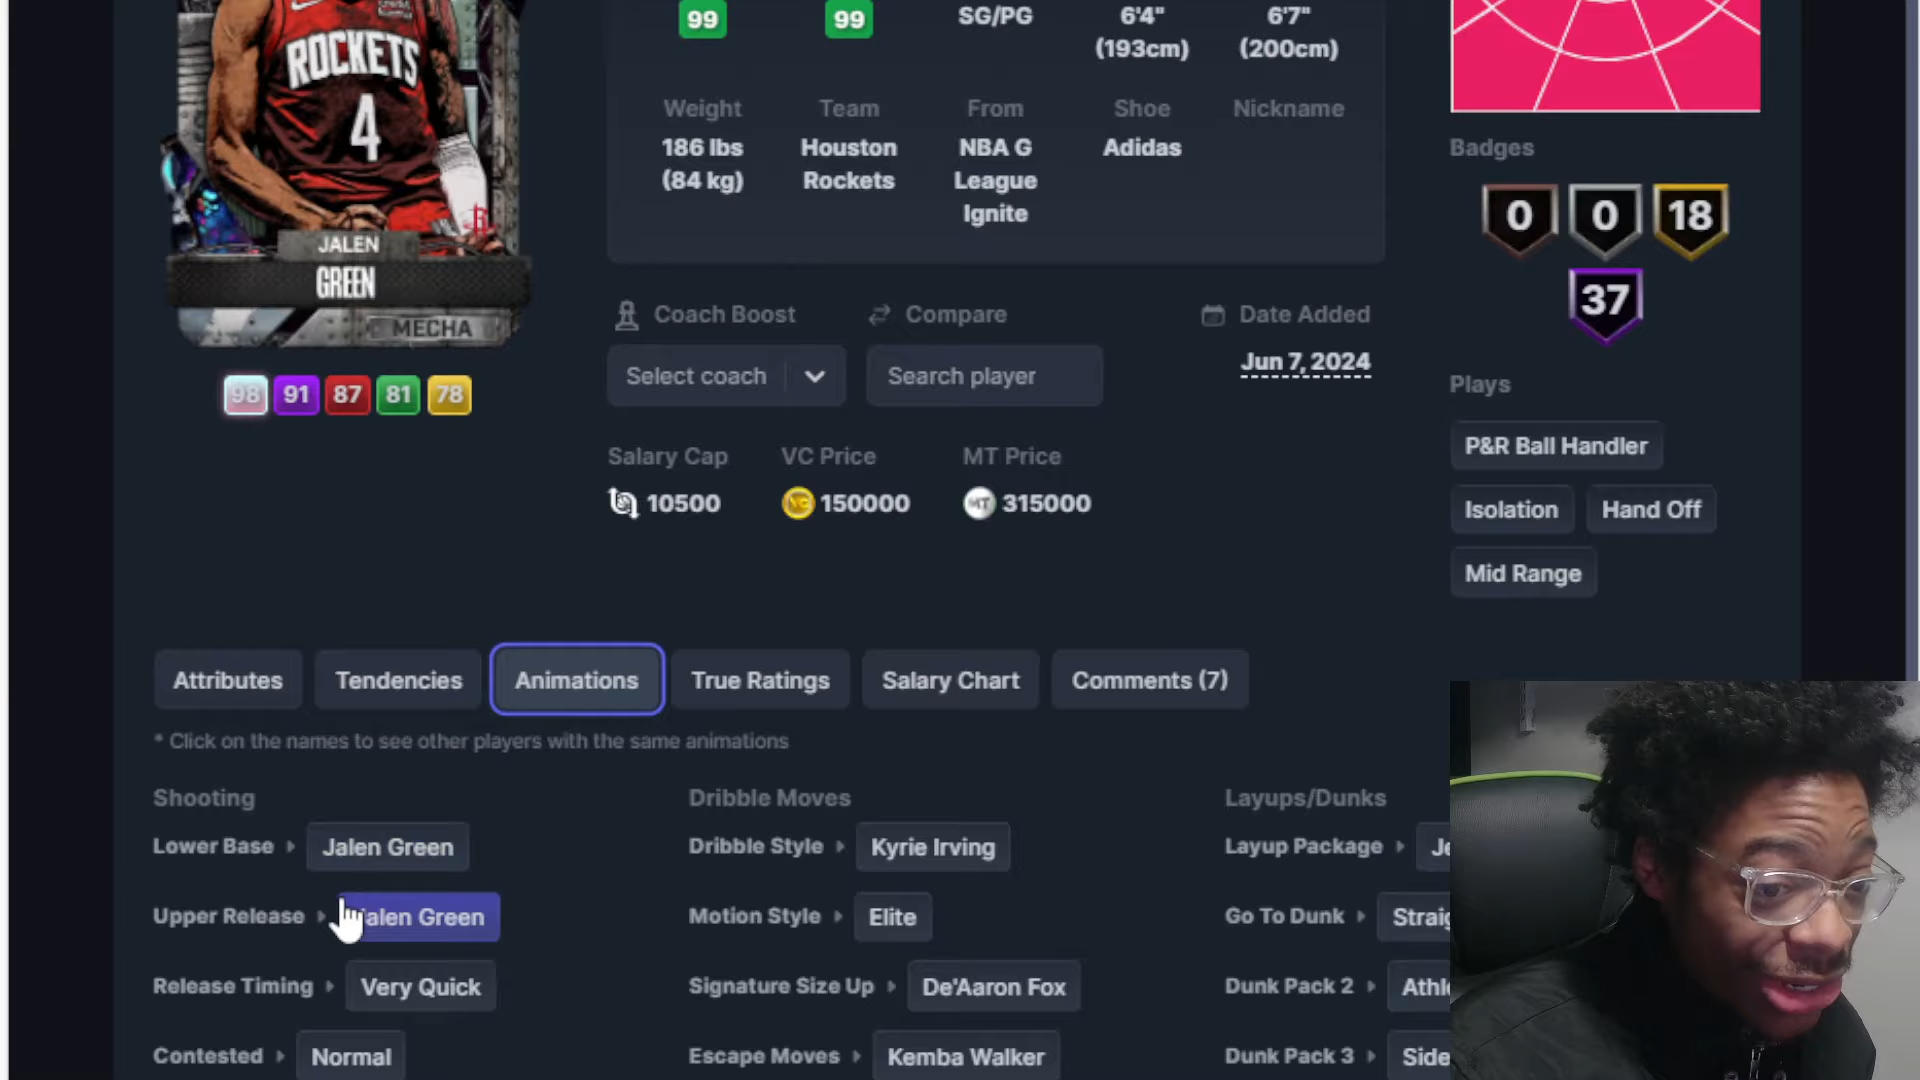 ROCKETS
4
JALEN
GREEN
MECHA
98 91 87 81 78
99 99 SG/PG 6'4" 6'7"
(193cm) (200cm)
Weight Team From Shoe Nickname
186 lbs Houston NBA G Adidas
(84 kg) Rockets League
Ignite
Coach Boost Compare Date Added
Select coach Search player Jun 7, 2024
Salary Cap VC Price MT Price
10500 150000 315000
Badges
0 0 18
37
Plays
P&R Ball Handler
Isolation Hand Off
Mid Range
Attributes Tendencies Animations True Ratings Salary Chart Comments (7)
* Click on the names to see other players with the same animations
Shooting Dribble Moves Layups/Dunks
Lower Base Jalen Green Dribble Style Kyrie Irving Layup Package
Upper Release Jalen Green Motion Style Elite Go To Dunk
Release Timing Very Quick Signature Size Up De'Aaron Fox Dunk Pack 2
Contested Normal Escape Moves Kemba Walker Dunk Pack 3 Side